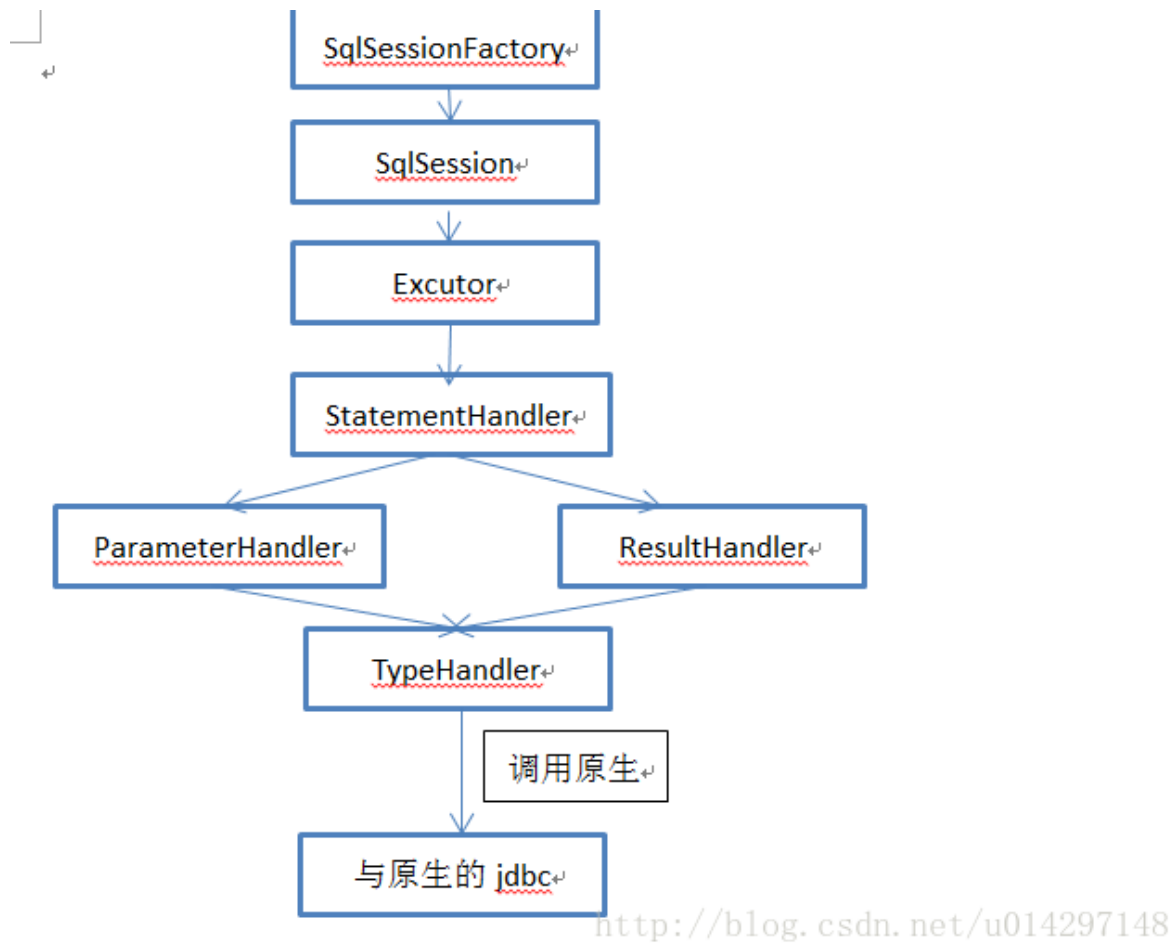 SqlSessionFactory
SqlSession
Excutor
StatementHandler
ParameterHandler
ResultHandler
TypeHandler
调用原生
与原生的 jdbc
http://blog.csdn.net/u014297148